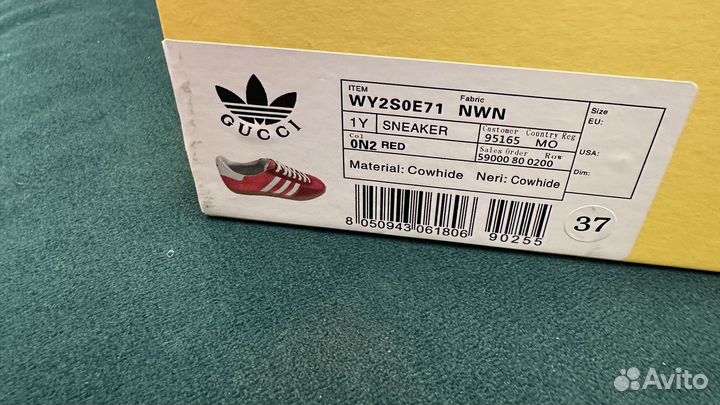 GUCCI
ITEM Fabric
WY2S0E71 NWN
1Y SNEAKER
Customer Country Reg
95165 MO
Col
0N2 RED
Sales Order Row
59000 80 0200
Material: Cowhide Neri: Cowhide
Size
EU:
USA:
Dim:
8 050943 061806
90255
37
Avito